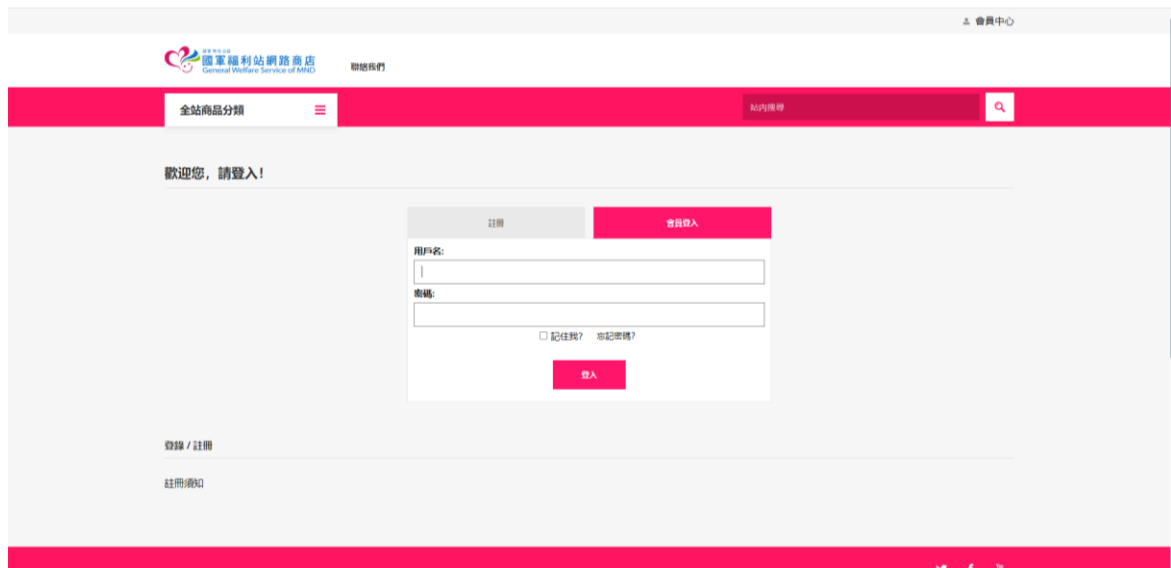 會員中心
國軍福利站網路商店
General Welfare Service of MND
聯絡我們
全站商品分類
站內搜尋
歡迎您，請登入!
註冊
會員登入
用戶名:
密碼:
記住我?
忘記密碼?
登入
登錄 / 註冊
註冊須知